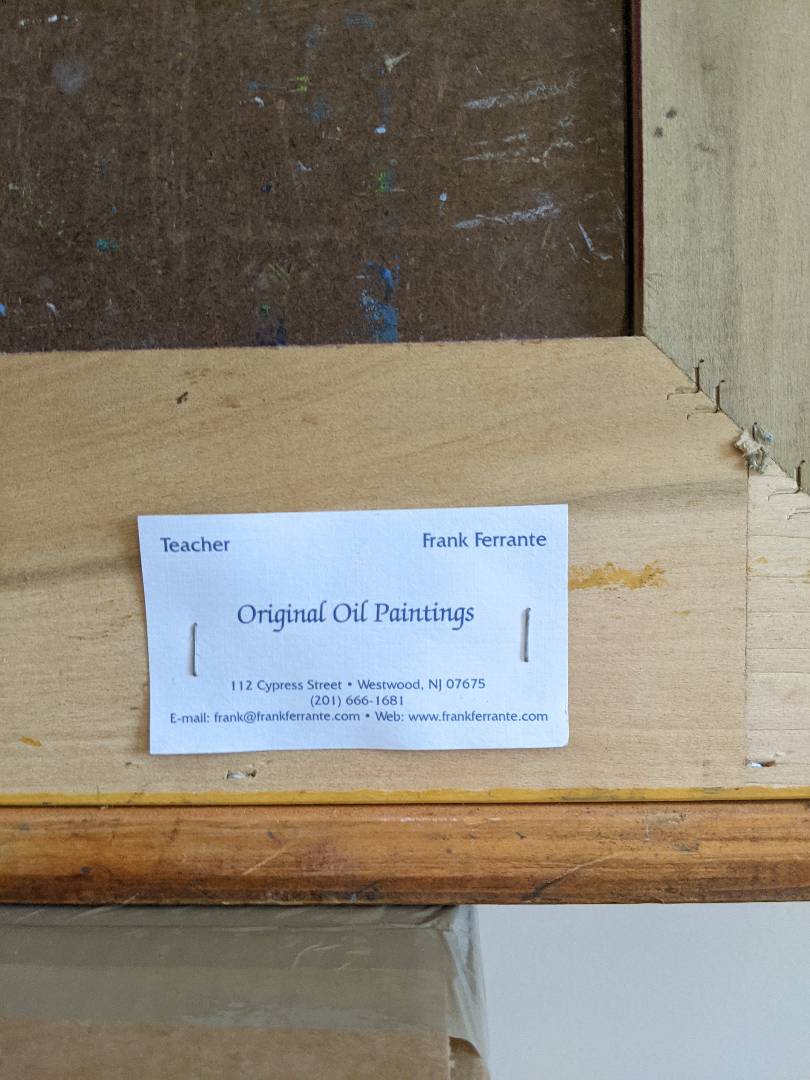 Teacher Frank Ferrante
Original Oil Paintings
112 Cypress Street • Westwood, NJ 07675
(201) 666-1681
E-mail: frank@frankferrante.com • Web: www.frankferrante.com